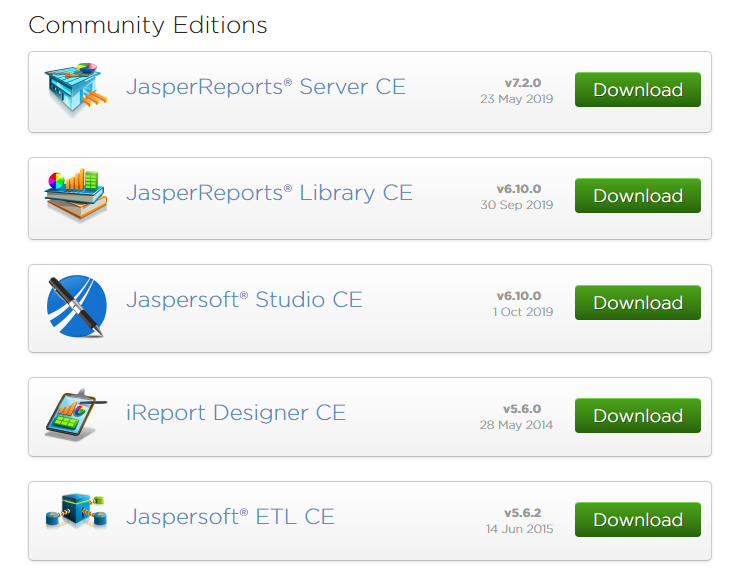 Community Editions
JasperReports® Server CE
v7.2.0
23 May 2019
Download
JasperReports® Library CE
v6.10.0
30 Sep 2019
Download
Jaspersoft® Studio CE
v6.10.0
1 Oct 2019
Download
iReport Designer CE
v5.6.0
28 May 2014
Download
Jaspersoft® ETL CE
v5.6.2
14 Jun 2015
Download